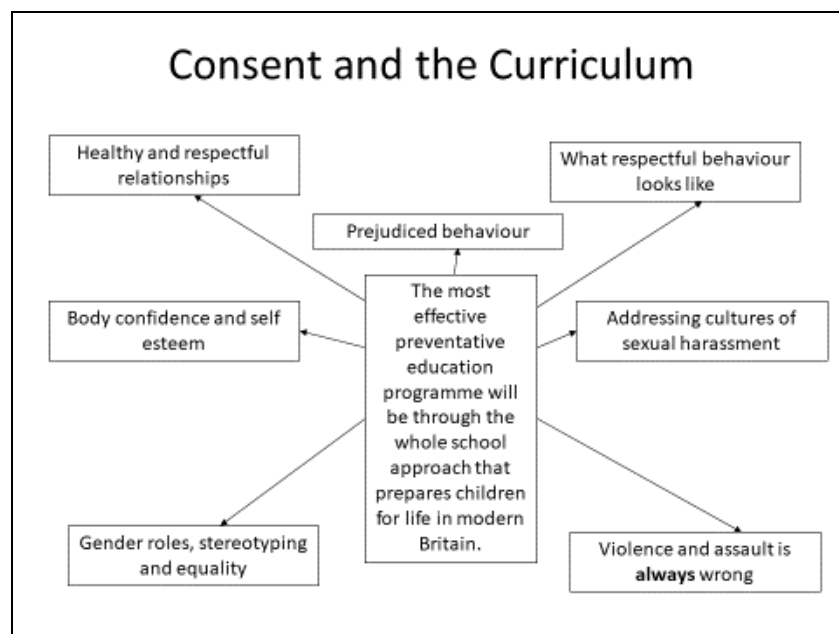 Consent and the Curriculum
Healthy and respectful
relationships
What respectful behaviour
looks like
Prejudiced behaviour
Body confidence and self
esteem
The most
effective
preventative
education
programme will
be through the
whole school
approach that
prepares children
for life in modern
Britain.
Addressing cultures of
sexual harassment
Gender roles, stereotyping
and equality
Violence and assault is
always wrong